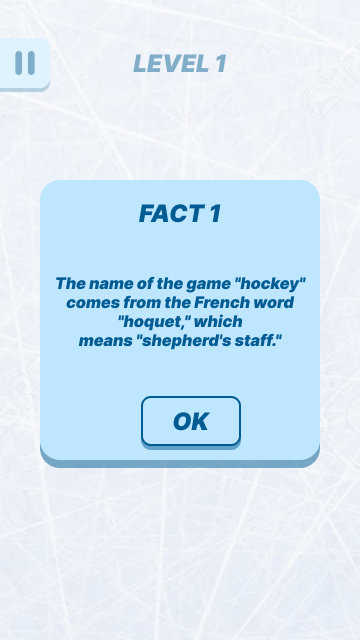 LEVEL 1
FACT 1
The name of the game "hockey"
comes from the French word
"hoquet," which
means "shepherd's staff."
OK